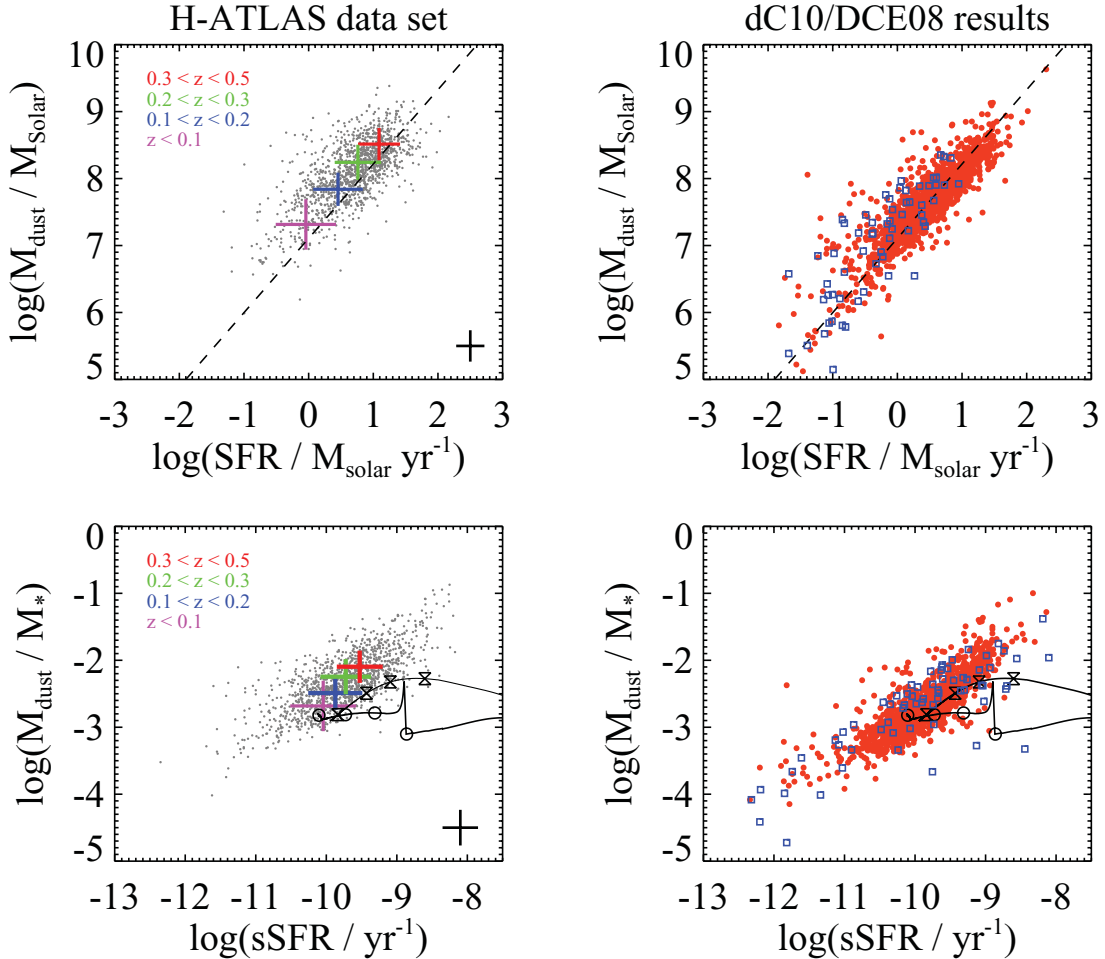 H-ATLAS data set
dC10/DCE08 results
10
9
8
7
6
5
log(M_dust / M_Solar)
0.3 < z < 0.5
0.2 < z < 0.3
0.1 < z < 0.2
z < 0.1
-3 -2 -1 0 1 2 3
log(SFR / M_solar yr^-1)
10
9
8
7
6
5
log(M_dust / M_Solar)
-3 -2 -1 0 1 2 3
log(SFR / M_solar yr^-1)
0
-1
-2
-3
-4
-5
log(M_dust / M_*)
0.3 < z < 0.5
0.2 < z < 0.3
0.1 < z < 0.2
z < 0.1
-13 -12 -11 -10 -9 -8
log(sSFR / yr^-1)
0
-1
-2
-3
-4
-5
log(M_dust / M_*)
-13 -12 -11 -10 -9 -8
log(sSFR / yr^-1)